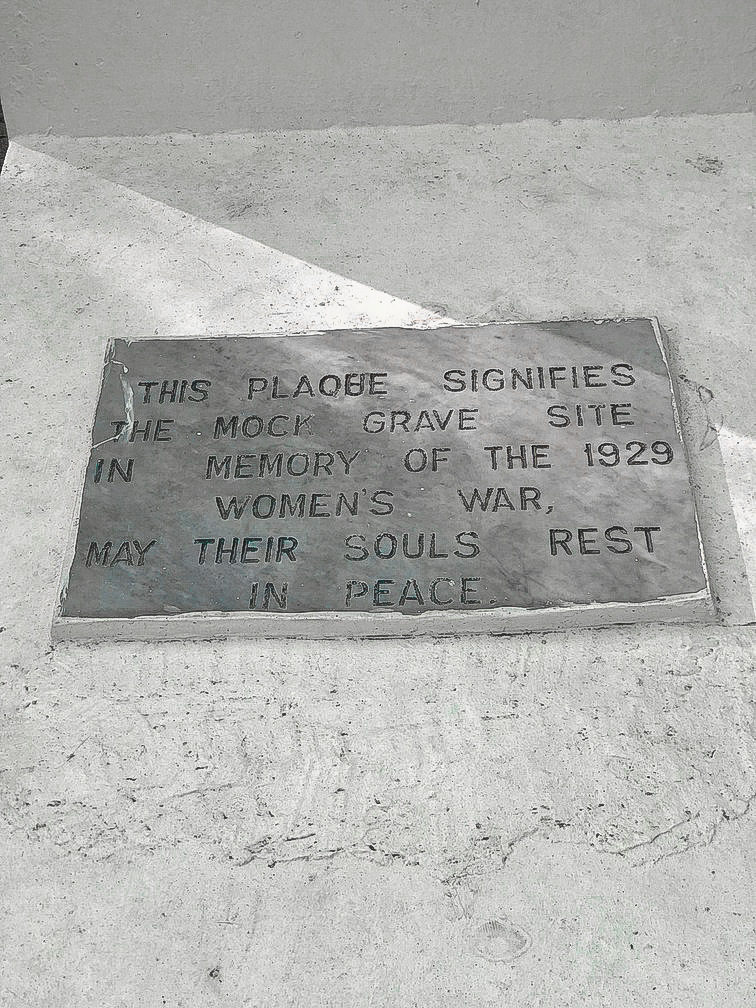 THIS PLAQUE SIGNIFIES
THE MOCK GRAVE SITE
IN MEMORY OF THE 1929
WOMEN'S WAR,
MAY THEIR SOULS REST
IN PEACE.